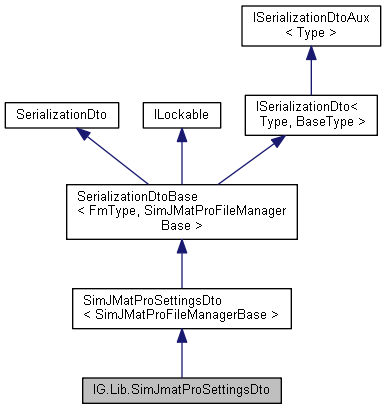 ISerializationDtoAux
< Type >
SerializationDto
ILockable
ISerializationDto<
Type, BaseType >
SerializationDtoBase
< FmType, SimJMatProFileManager
Base >
SimJMatProSettingsDto
< SimJMatProFileManagerBase >
IG.Lib.SimJmatProSettingsDto